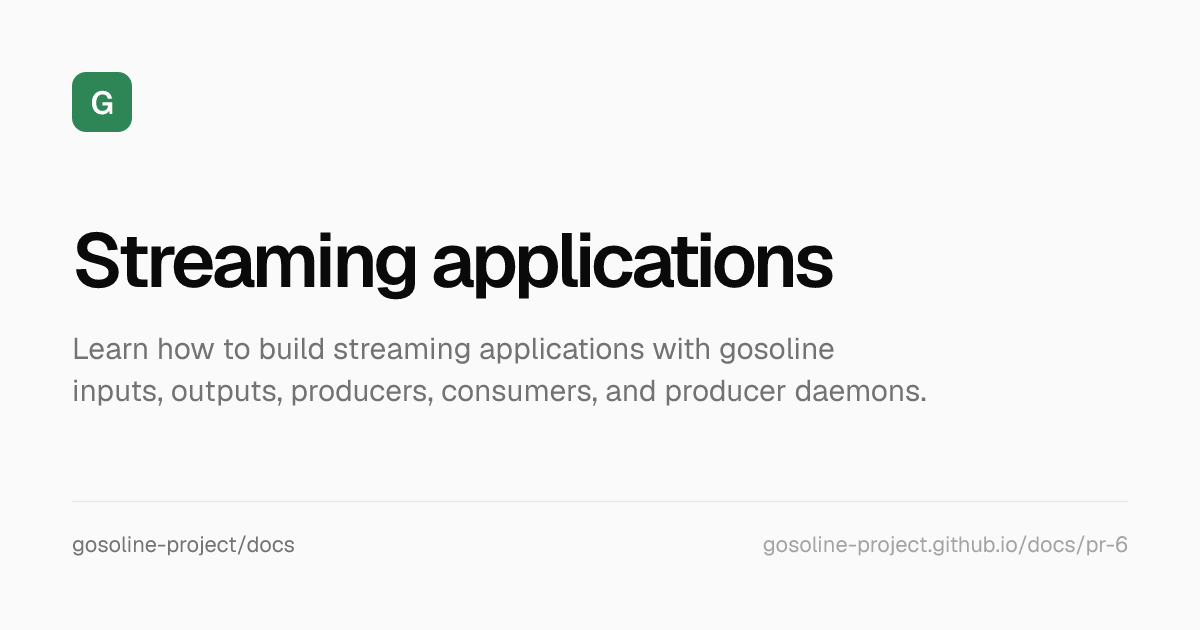 G
Streaming applications
Learn how to build streaming applications with gosoline
inputs, outputs, producers, consumers, and producer daemons.
gosoline-project/docs
gosoline-project.github.io/docs/pr-6